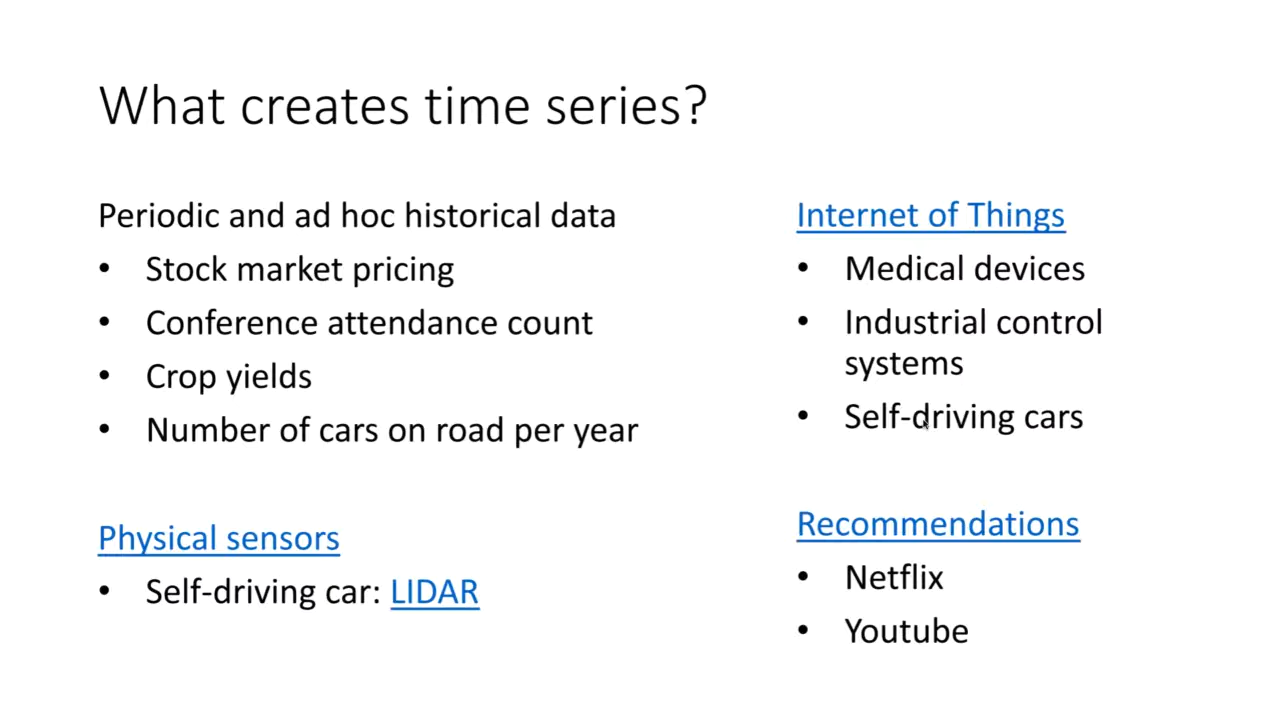 What creates time series?
Periodic and ad hoc historical data
• Stock market pricing
• Conference attendance count
• Crop yields
• Number of cars on road per year
Physical sensors
• Self-driving car: LIDAR
Internet of Things
• Medical devices
• Industrial control
systems
• Self-driving cars
Recommendations
• Netflix
• Youtube